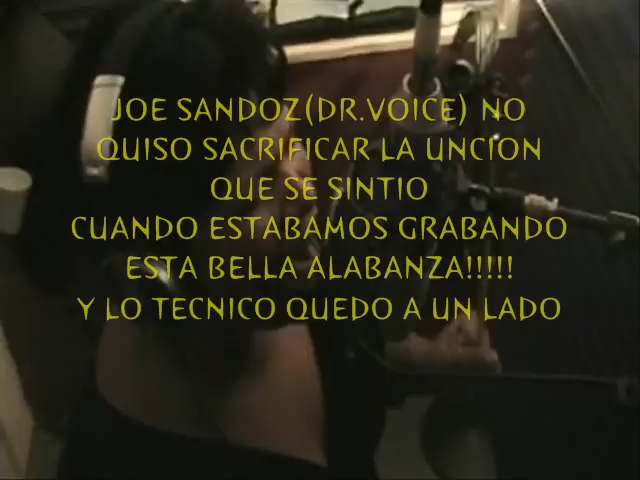 JOE SANDOZ(DR.VOICE) NO
QUISO SACRIFICAR LA UNCION
QUE SE SINTIO
CUANDO ESTABAMOS GRABANDO
ESTA BELLA ALABANZA!!!!!
Y LO TECNICO QUEDO A UN LADO